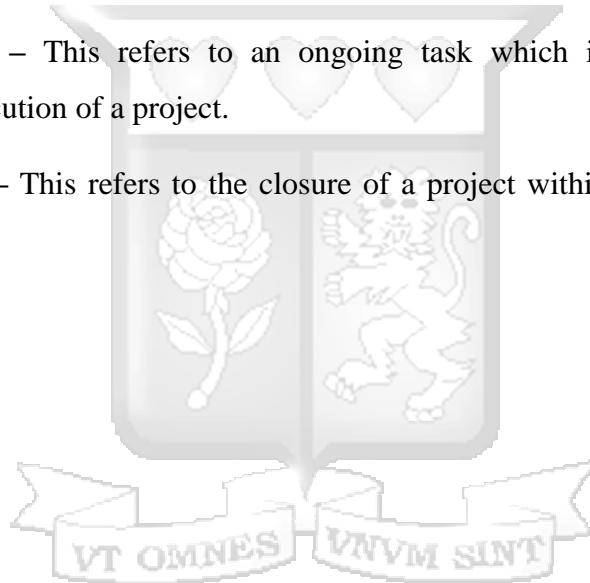 – This refers to an ongoing task which i
ution of a project.
– This refers to the closure of a project withi
VT OMNES VNVM SINT